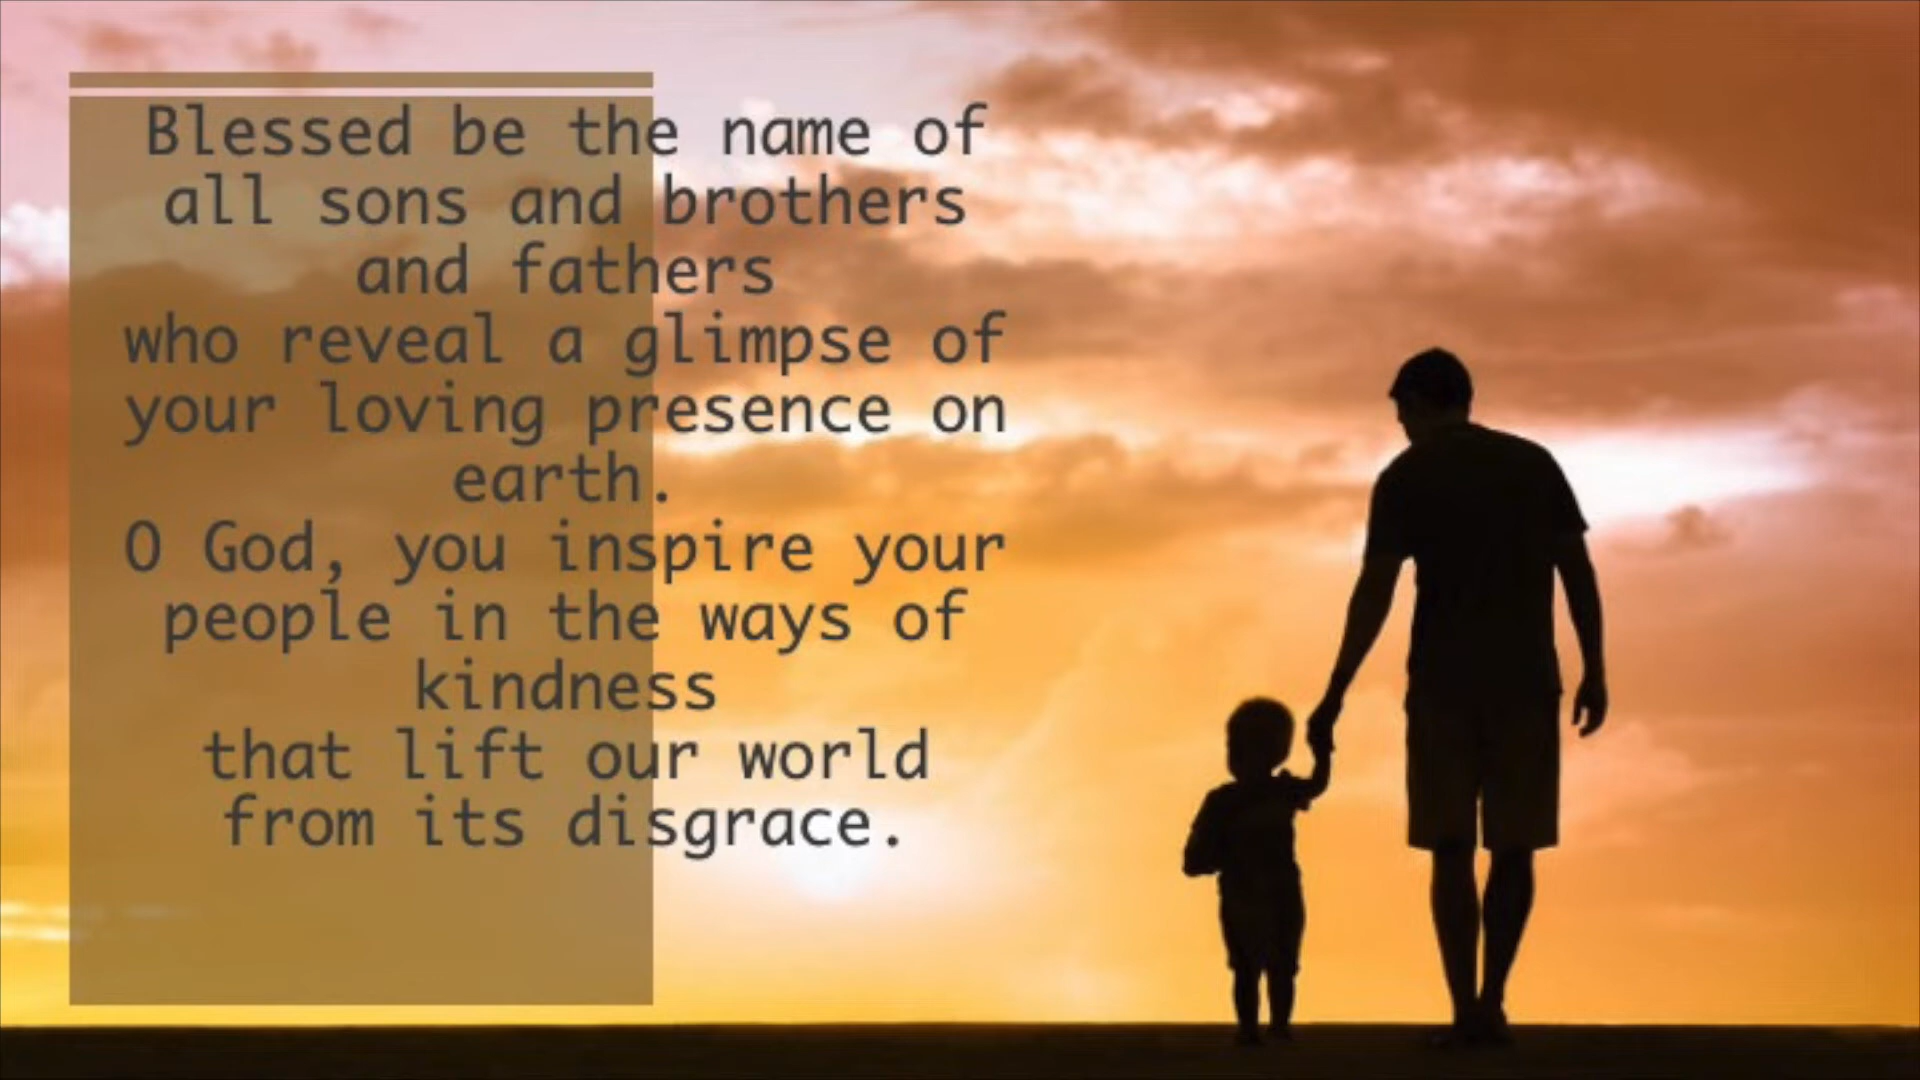 Blessed be the name of
all sons and brothers
and fathers
who reveal a glimpse of
your loving presence on
earth.
O God, you inspire your
people in the ways of
kindness
that lift our world
from its disgrace.